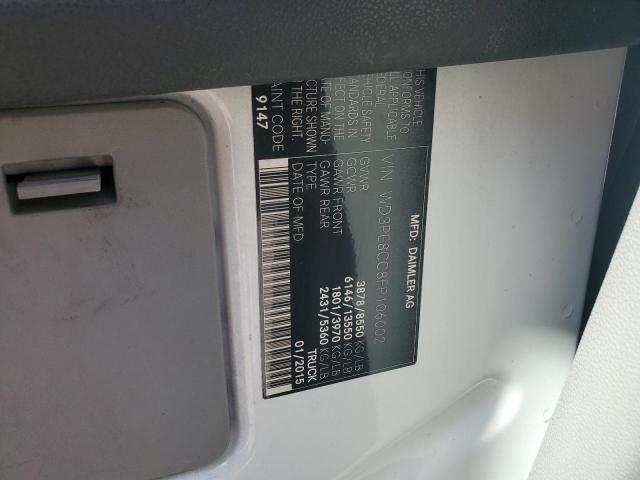 MFD: DAIMLER AG
VIN WD3PE8CC8FP106002
THIS VEHICLE
CONFORMS TO
ALL APPLICABLE
FEDERAL
VEHICLE SAFETY
STANDARDS IN
EFFECT ON THE
DATE OF MANU-
FACTURE SHOWN
THE RIGHT.
GVWR 3878/8550 KG/LB
GCWR 6146/13550 KG/LB
GAWR FRONT 1801/3970 KG/LB
GAWR REAR 2431/5360 KG/LB
TYPE TRUCK
DATE OF MFD. 01/2015
PAINT CODE
9147